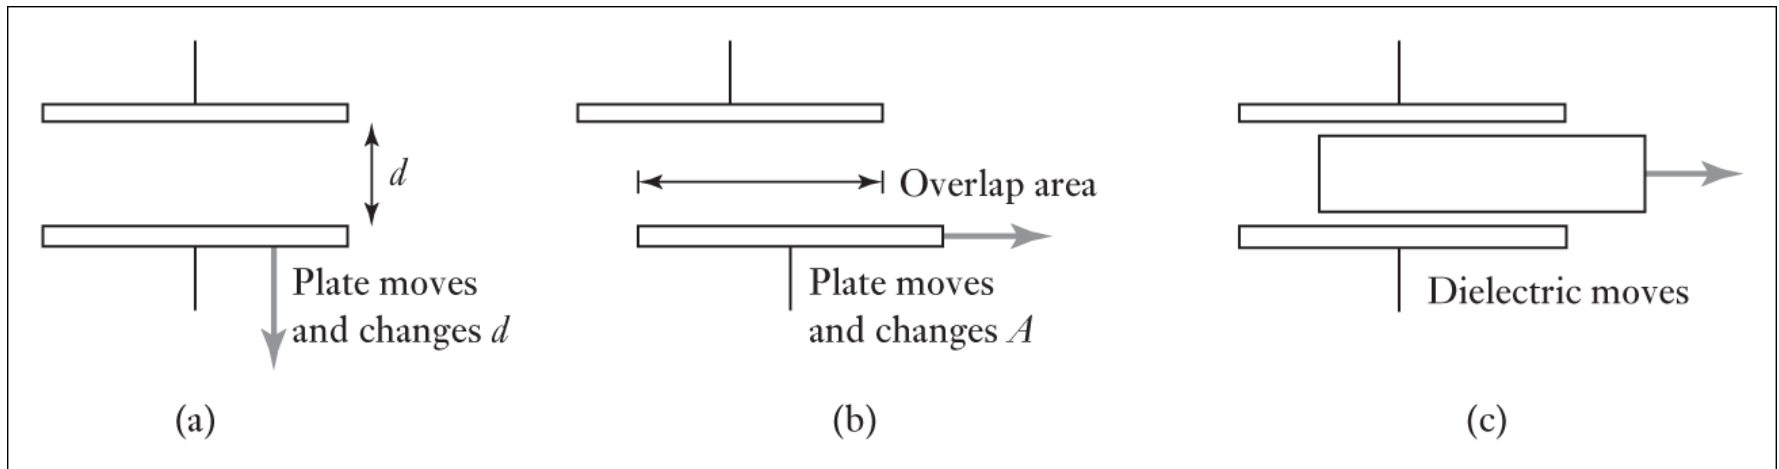 d
Plate moves
and changes d
(a)
Overlap area
Plate moves
and changes A
(b)
Dielectric moves
(c)